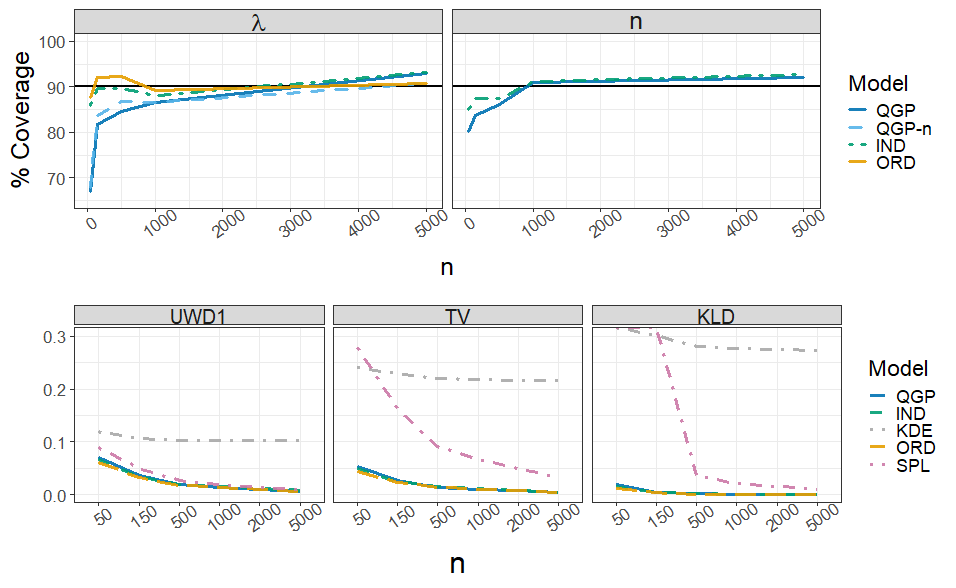 λ
n
100
90
80
70
% Coverage
0
1000
2000
3000
4000
5000
0
1000
2000
3000
4000
5000
n
Model
QGP
QGP-n
IND
ORD
UWD1
TV
KLD
0.3
0.2
0.1
0.0
50
150
500
1000
2000
5000
50
150
500
1000
2000
5000
50
150
500
1000
2000
5000
n
Model
QGP
IND
KDE
ORD
SPL